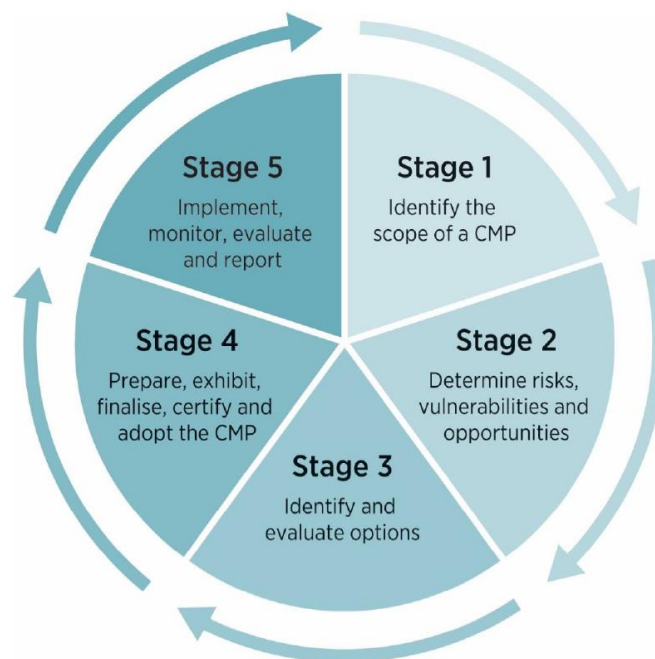 Stage 1
Identify the
scope of a CMP
Stage 2
Determine risks,
vulnerabilities and
opportunities
Stage 3
Identify and
evaluate options
Stage 4
Prepare, exhibit,
finalise, certify and
adopt the CMP
Stage 5
Implement,
monitor, evaluate
and report